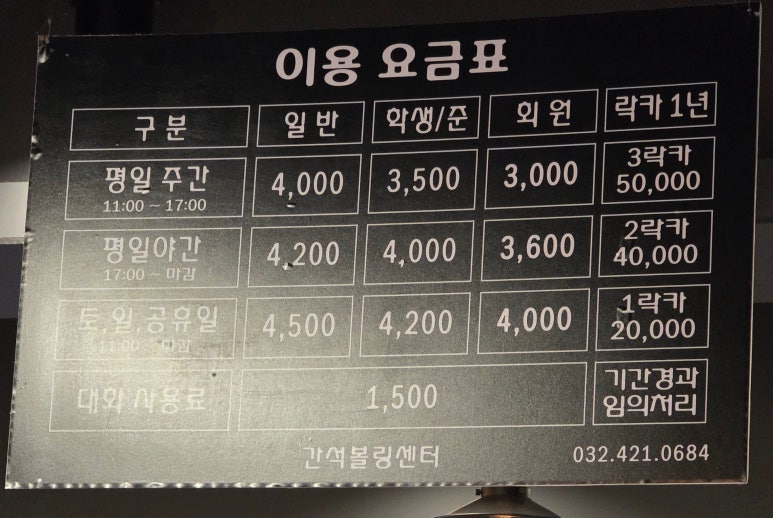 이용 요금표
구분 일반 학생/준 회원 락카 1년
평일 주간 4,000 3,500 3,000 3락카
11:00 ~ 17:00 50,000
평일야간 4,200 4,000 3,600 2락카
17:00 ~ 마감 40,000
토,일,공휴일 4,500 4,200 4,000 1락카
11:00 ~ 마감 20,000
대화 사용료 1,500 기간경과
임의처리
간석볼링센터 032.421.0684